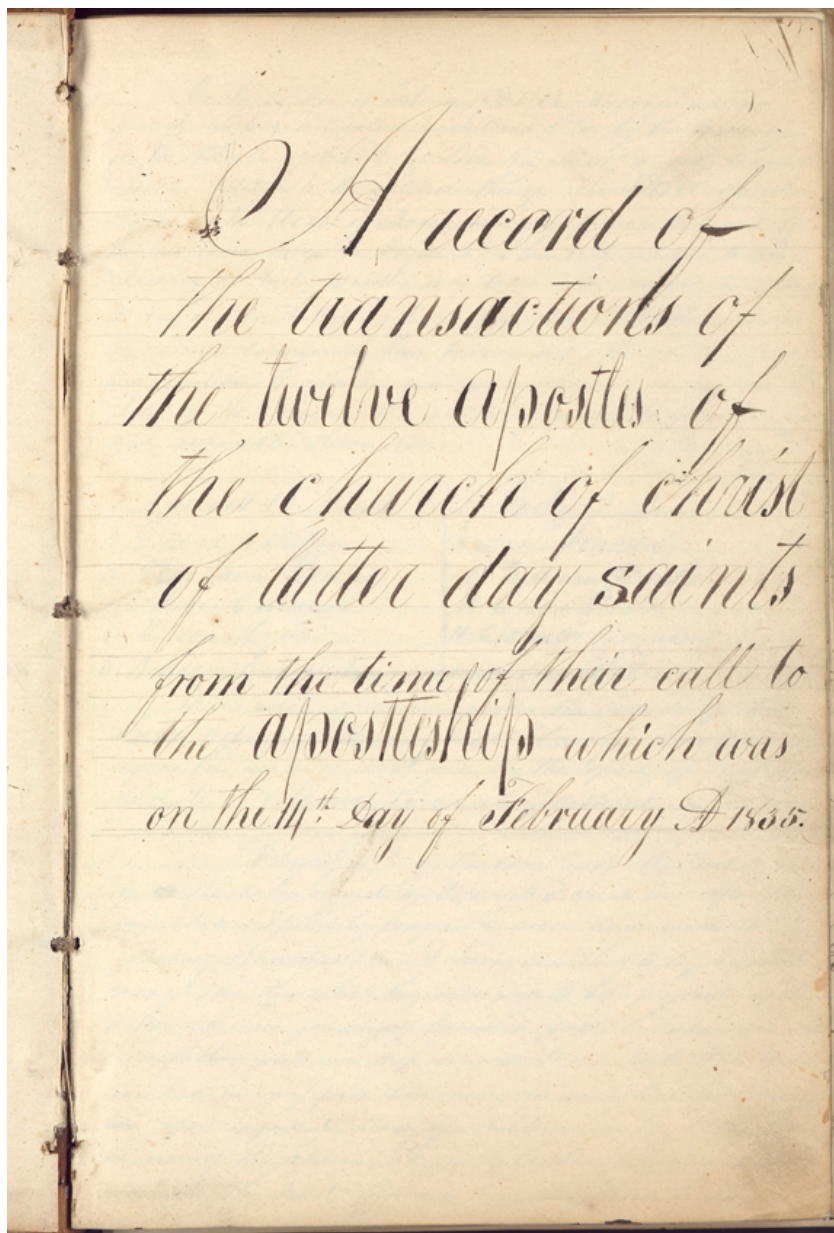 A record of
the transactions of
the twelve apostles of
the church of christ
of latter day saints
from the time of their call to
the apostleship which was
on the 14th Day of February AD 1835.